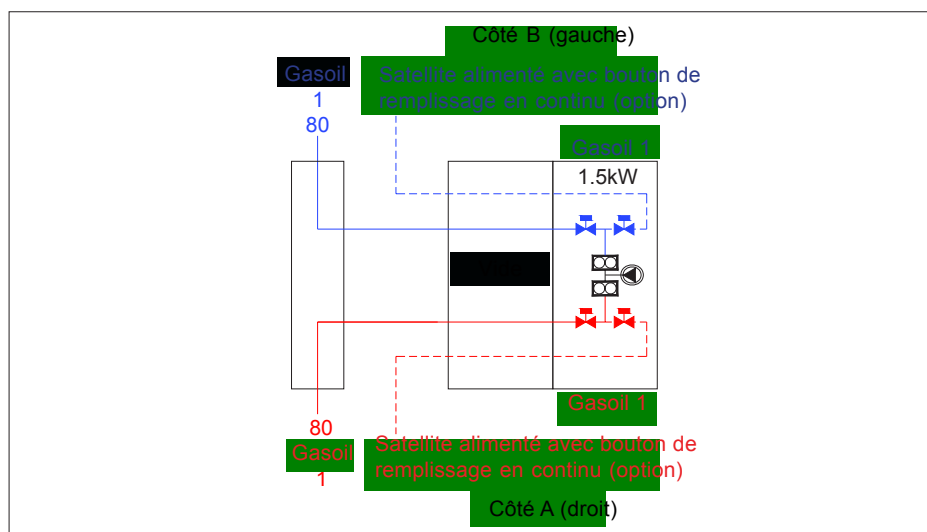 Côté B (gauche)
Gasoil
1
80
Satellite alimenté avec bouton de
remplissage en continu (option)
Gasoil 1
1.5kW
Gasoil 1
80
Gasoil
1
Satellite alimenté avec bouton de
remplissage en continu (option)
Côté A (droit)